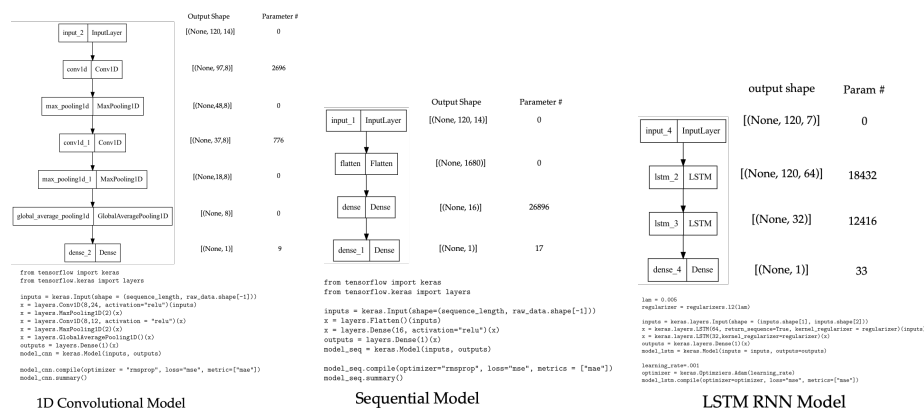 Output Shape Parameter #
input_2 InputLayer [(None, 120, 14)] 0
conv1d Conv1D [(None, 97,8)] 2696
max_pooling1d MaxPooling1D [(None,48,8)] 0
conv1d_1 Conv1D [(None, 37,8)] 776
max_pooling1d_1 MaxPooling1D [(None,18,8)] 0
global_average_pooling1d GlobalAveragePooling1D [(None, 8)] 0
dense_2 Dense [(None, 1)] 9
from tensorflow import keras
from tensorflow.keras import layers
inputs = keras.Input(shape = (sequence_length, raw_data.shape[-1]))
x = layers.Conv1D(8,24, activation="relu")(inputs)
x = layers.MaxPooling1D(2)(x)
x = layers.Conv1D(8,12, activation = "relu")(x)
x = layers.MaxPooling1D(2)(x)
x = layers.GlobalAveragePooling1D()(x)
outputs = layers.Dense(1)(x)
model_cnn = keras.Model(inputs, outputs)
model_cnn.compile(optimizer = "rmsprop", loss="mse", metric=["mae"])
model_cnn.summary()
1D Convolutional Model
Output Shape Parameter #
input_1 InputLayer [(None, 120, 14)] 0
flatten Flatten [(None, 1680)] 0
dense Dense [(None, 16)] 26896
dense_1 Dense [(None, 1)] 17
from tensorflow import keras
from tensorflow.keras import layers
inputs = keras.Input(shape=(sequence_length, raw_data.shape[-1]))
x = layers.Flatten()(inputs)
x = layers.Dense(16, activation="relu")(x)
outputs = layers.Dense(1)(x)
model_seq = keras.Model(inputs, outputs)
model_seq.compile(optimizer="rmsprop", loss="mse", metrics = ["mae"])
model_seq.summary()
Sequential Model
output shape Param #
input_4 InputLayer [(None, 120, 7)] 0
lstm_2 LSTM [(None, 120, 64)] 18432
lstm_3 LSTM [(None, 32)] 12416
dense_4 Dense [(None, 1)] 33
lam = 0.005
regularizer = regularizers.l2(lam)
inputs = keras.layers.Input(shape = (inputs.shape[1], inputs.shape[2]))
x = keras.layers.LSTM(64, return_sequence=True, kernel_regularizer = regularizer)(inputs)
x = keras.layers.LSTM(32,kernel_regularizer=regularizer)(x)
outputs = keras.layers.Dense(1)(x)
model_lstm = keras.Model(inputs = inputs, outputs=outputs)
learning_rate=.001
optimizer = keras.Optimziers.Adam(learning_rate)
model_lstm.compile(optimizer=optimizer, loss="mse", metrics=["mae"])
LSTM RNN Model